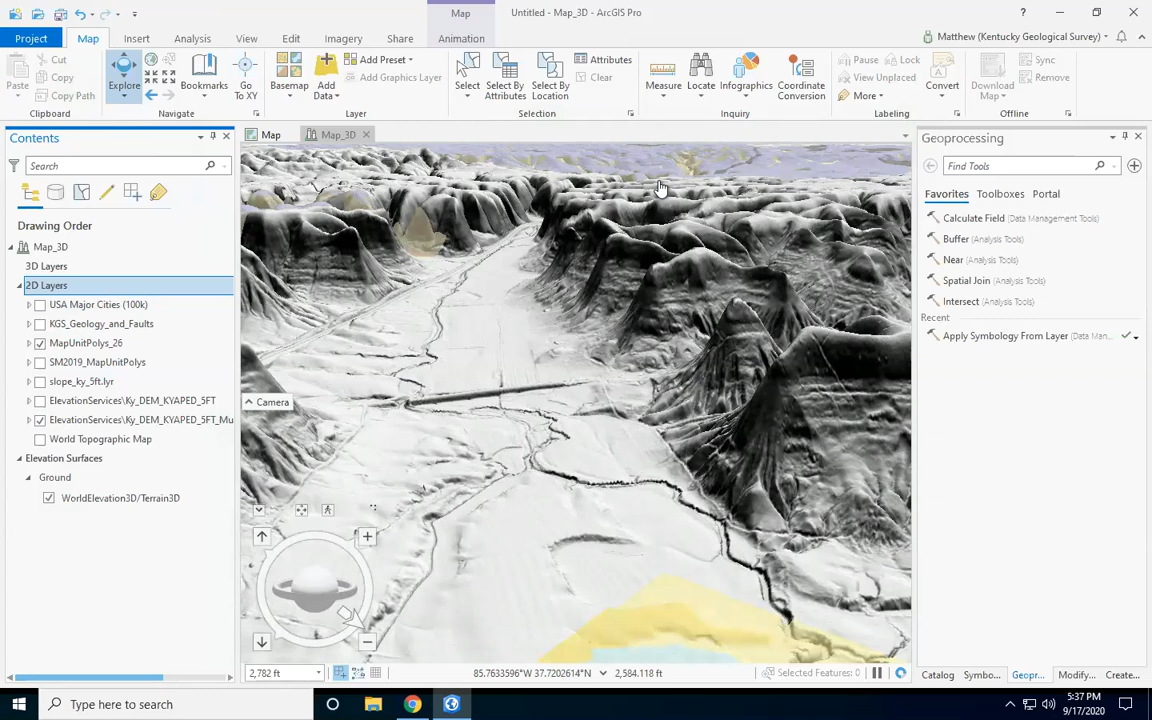 Map
Untitled - Map_3D - ArcGIS Pro
?
Project
Map
Insert
Analysis
View
Edit
Imagery
Share
Animation
Matthew (Kentucky Geological Survey)
Paste
Cut
Copy
Copy Path
Clipboard
Explore
Bookmarks
Go To XY
Navigate
Basemap
Add Data
Add Preset
Add Graphics Layer
Layer
Select
Select By Attributes
Select By Location
Attributes
Clear
Selection
Measure
Locate
Infographics
Coordinate Conversion
Inquiry
Pause
Lock
View Unplaced
More
Convert
Labeling
Download Map
Sync
Remove
Offline
Contents
Search
Drawing Order
Map_3D
3D Layers
2D Layers
USA Major Cities (100k)
KGS_Geology_and_Faults
MapUnitPolys_26
SM2019_MapUnitPolys
slope_ky_5ft.lyr
ElevationServices\Ky_DEM_KYAPED_5FT
ElevationServices\Ky_DEM_KYAPED_5FT_Mu
World Topographic Map
Elevation Surfaces
Ground
WorldElevation3D/Terrain3D
Map
Map_3D
Camera
2,782 ft
85.7633596°W 37.7202614°N
2,584.118 ft
Selected Features: 0
Geoprocessing
Find Tools
Favorites
Toolboxes
Portal
Calculate Field (Data Management Tools)
Buffer (Analysis Tools)
Near (Analysis Tools)
Spatial Join (Analysis Tools)
Intersect (Analysis Tools)
Recent
Apply Symbology From Layer (Data Man...
Catalog
Symbo...
Geopr...
Modify...
Create...
Type here to search
5:37 PM
9/17/2020